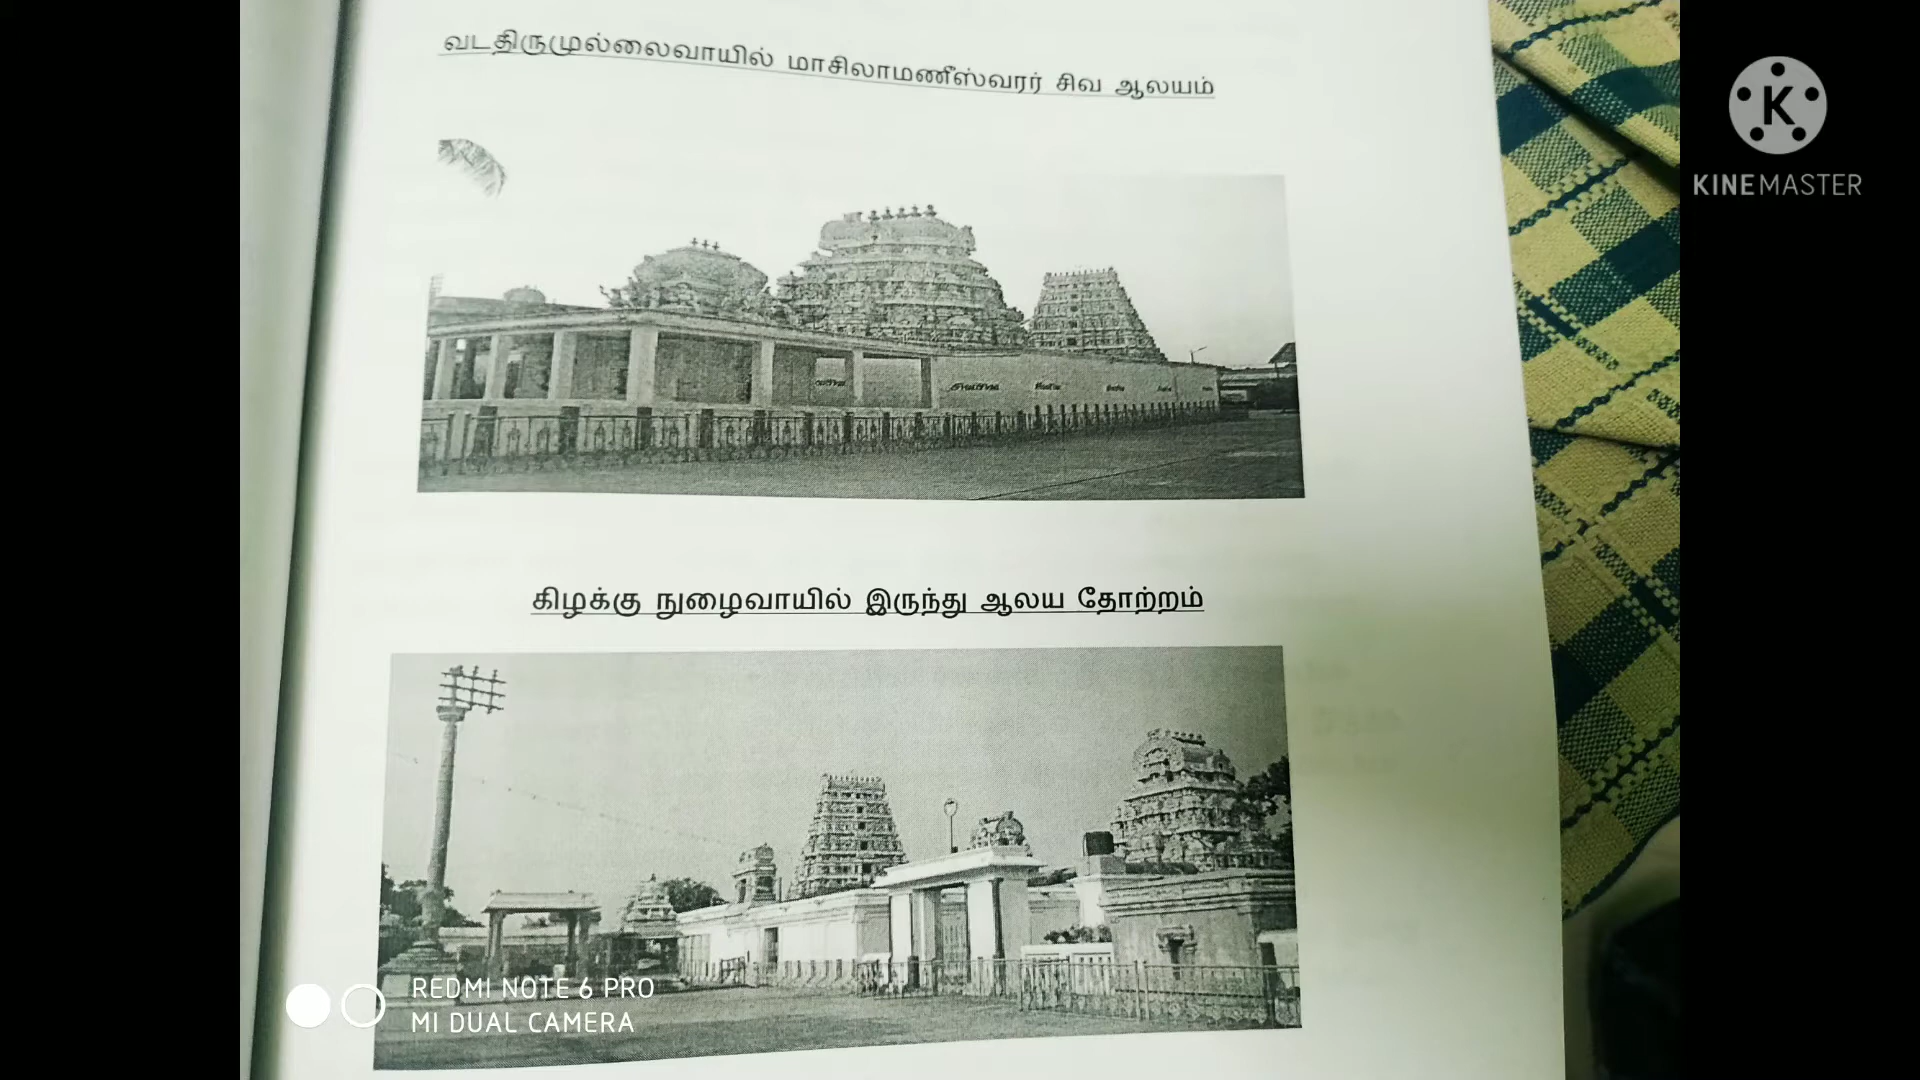 வடதிருமுல்லைவாயில் மாசிலாமணீஸ்வரர் சிவ ஆலயம்
KINEMASTER
கிழக்கு நுழைவாயில் இருந்து ஆலய தோற்றம்
REDMI NOTE 6 PRO
MI DUAL CAMERA